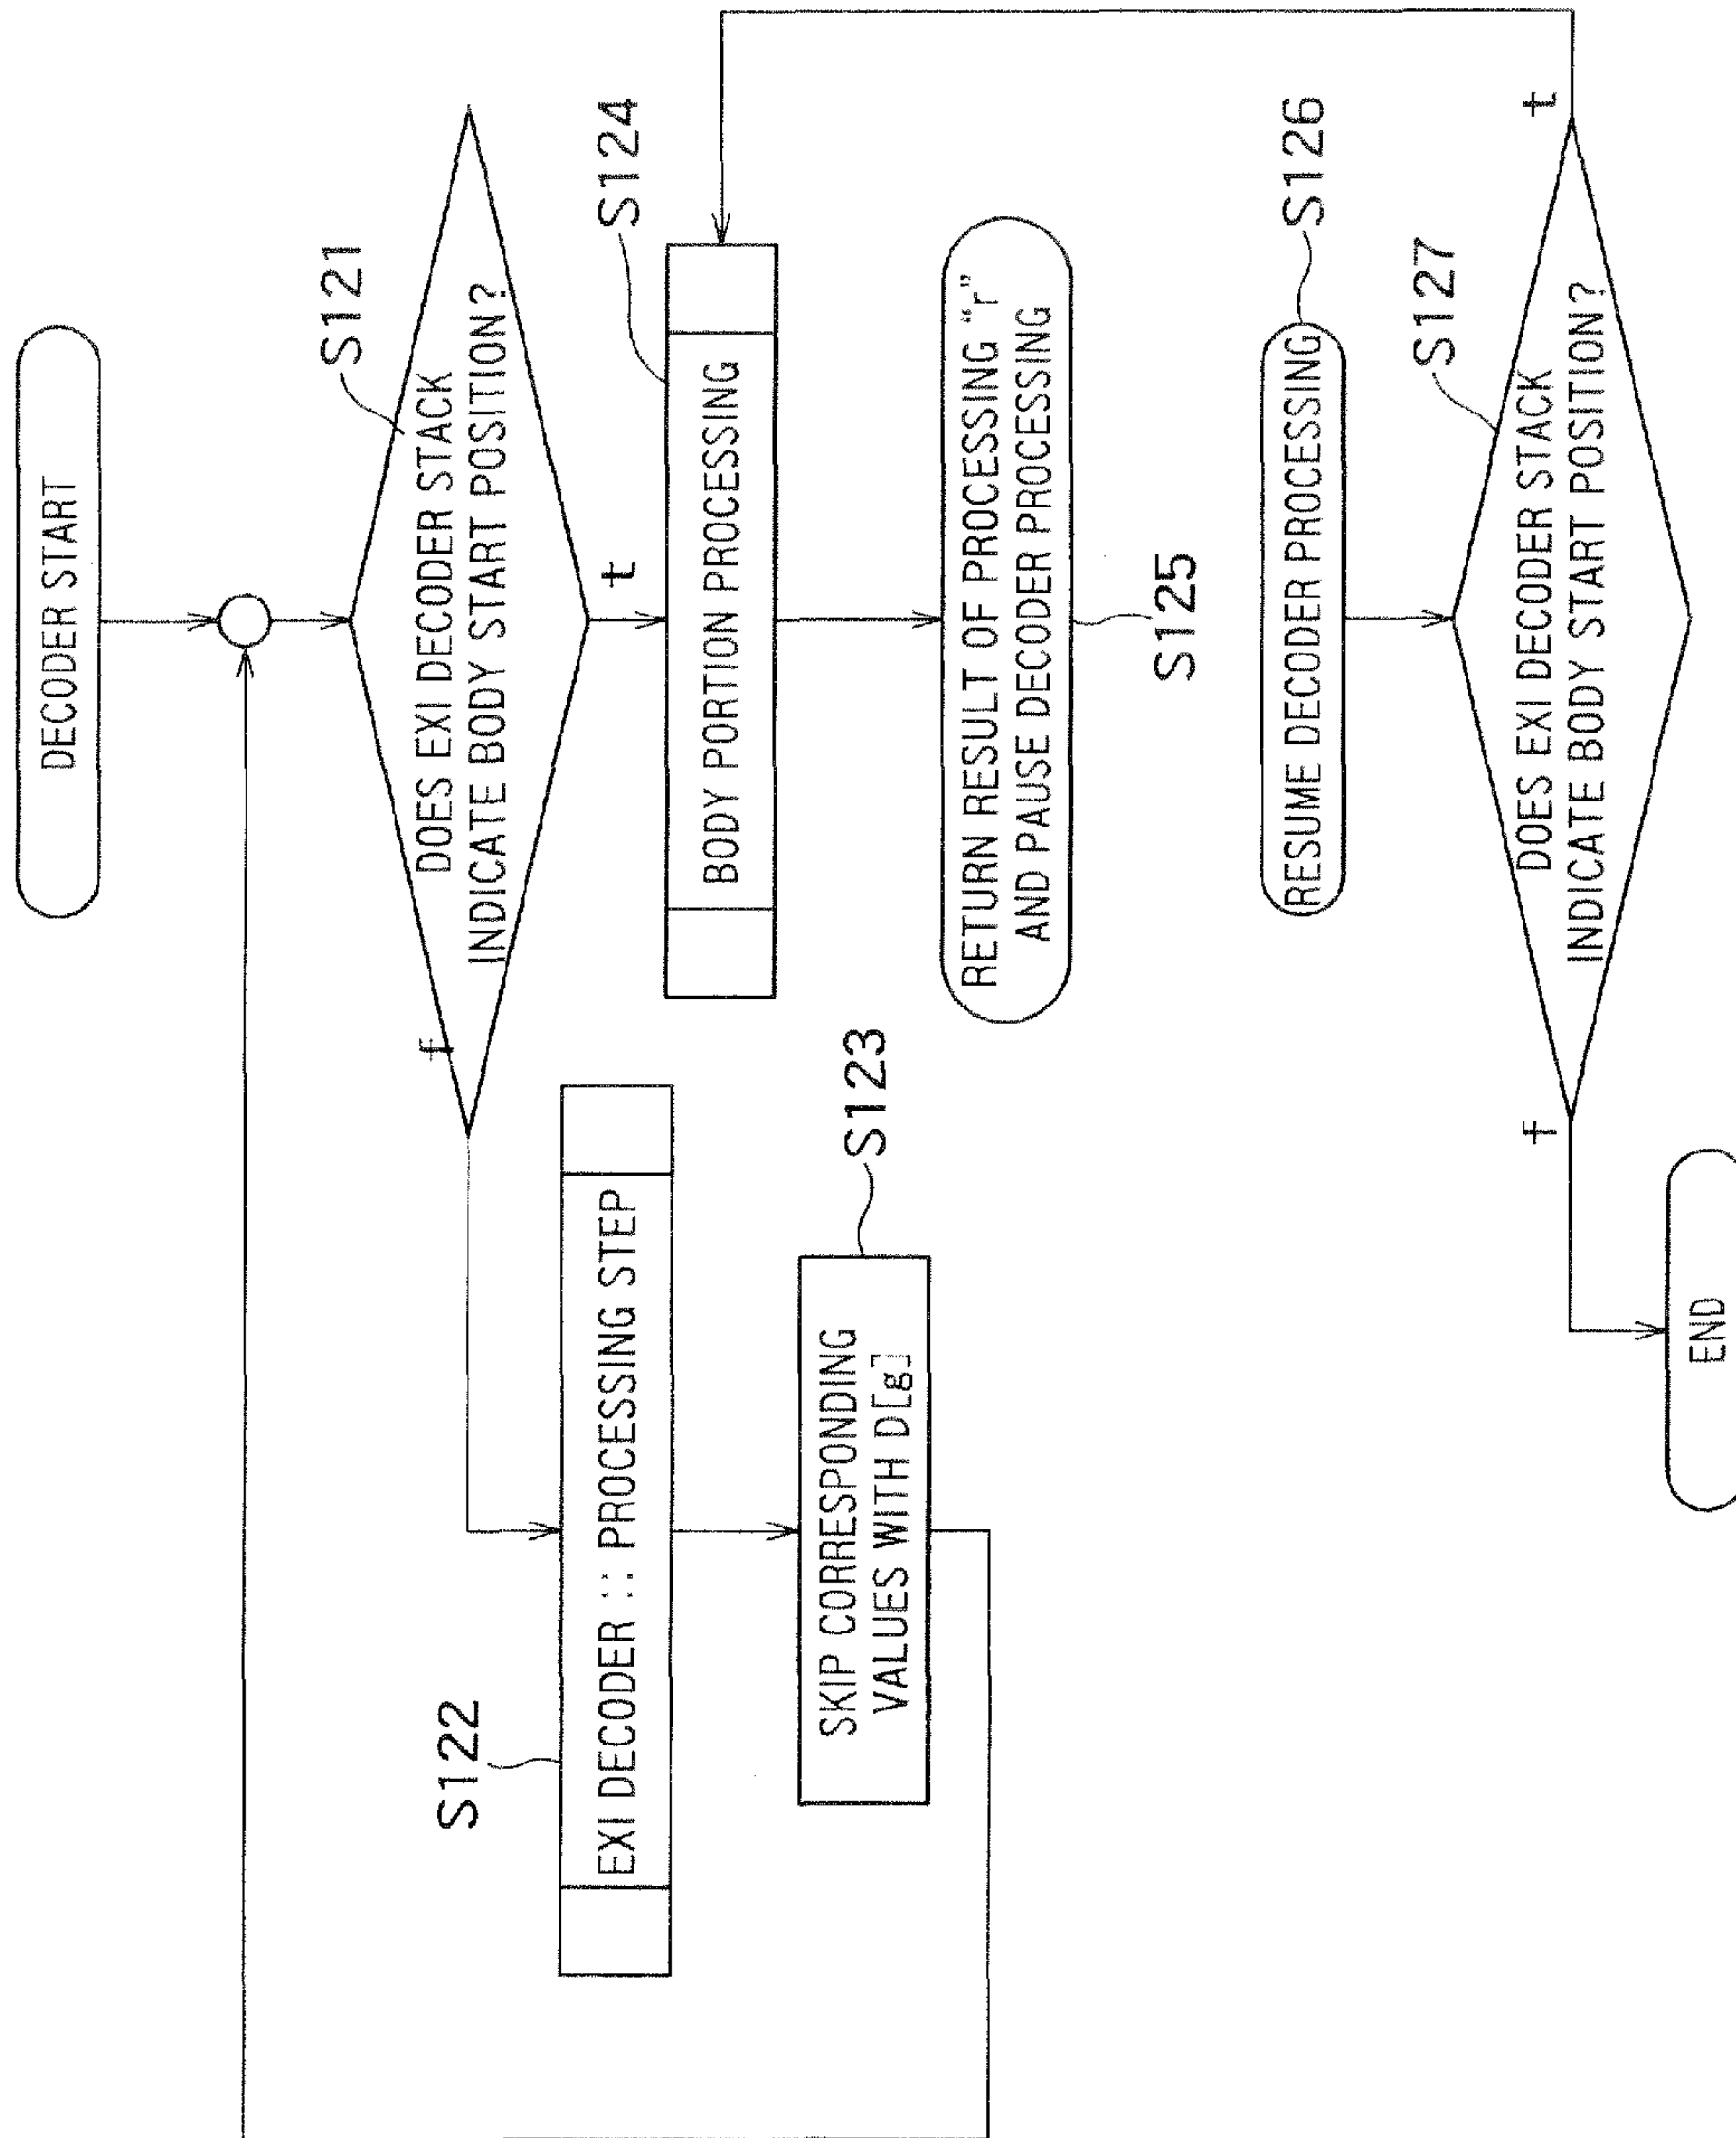 DECODER START
S121
DOES EXI DECODER STACK
INDICATE BODY START POSITION?
f
t
S122
EXI DECODER :: PROCESSING STEP
S123
SKIP CORRESPONDING
VALUES WITH D[g]
S124
BODY PORTION PROCESSING
RETURN RESULT OF PROCESSING “r”
AND PAUSE DECODER PROCESSING
S125
RESUME DECODER PROCESSING
S126
S127
DOES EXI DECODER STACK
INDICATE BODY START POSITION?
f
t
END